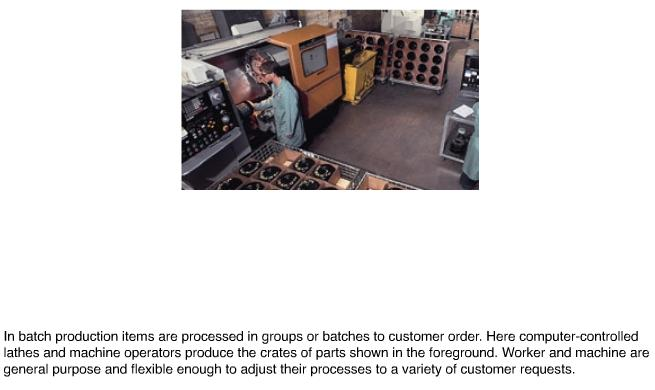 In batch production items are processed in groups or batches to customer order. Here computer-controlled
lathes and machine operators produce the crates of parts shown in the foreground. Worker and machine are
general purpose and flexible enough to adjust their processes to a variety of customer requests.